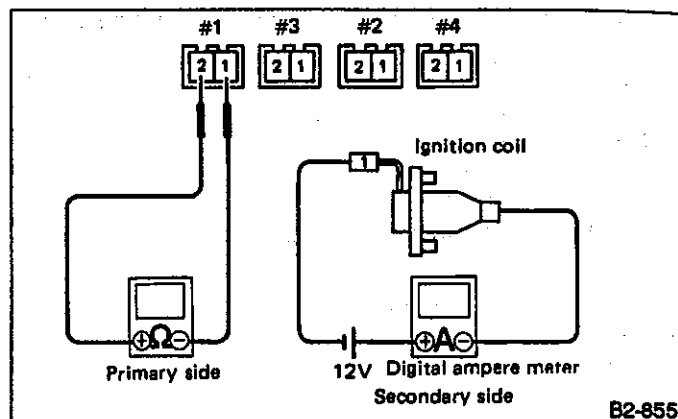 #1 #3 #2 #4
2 1 2 1 2 1 2 1
Ignition coil
1
Ω
Primary side
12V
A
Digital ampere meter
Secondary side
B2-855